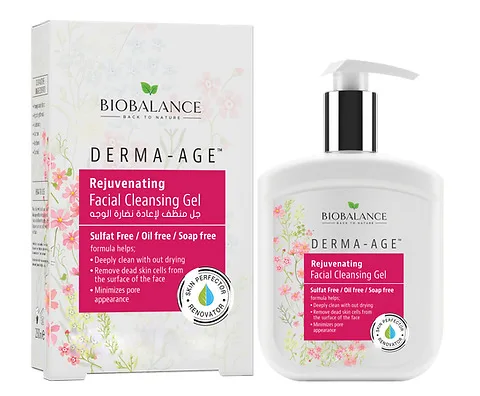 BIOBALANCE
BACK TO NATURE
DERMA-AGE™
Rejuvenating
Facial Cleansing Gel
جل منظف لإعادة نضارة الوجه
Sulfat Free / Oil free / Soap free
formula helps;
• Deeply clean with out drying
• Remove dead skin cells from
the surface of the face
• Minimizes pore
appearance
SKIN PERFECTOR
RENOVATOR
BIOBALANCE
BACK TO NATURE
DERMA-AGE™
Rejuvenating
Facial Cleansing Gel
Sulfat Free / Oil free / Soap free
formula helps;
• Deeply clean with out drying
• Remove dead skin cells from
the surface of the face
• Minimizes pore
appearance
SKIN PERFECTOR
RENOVATOR